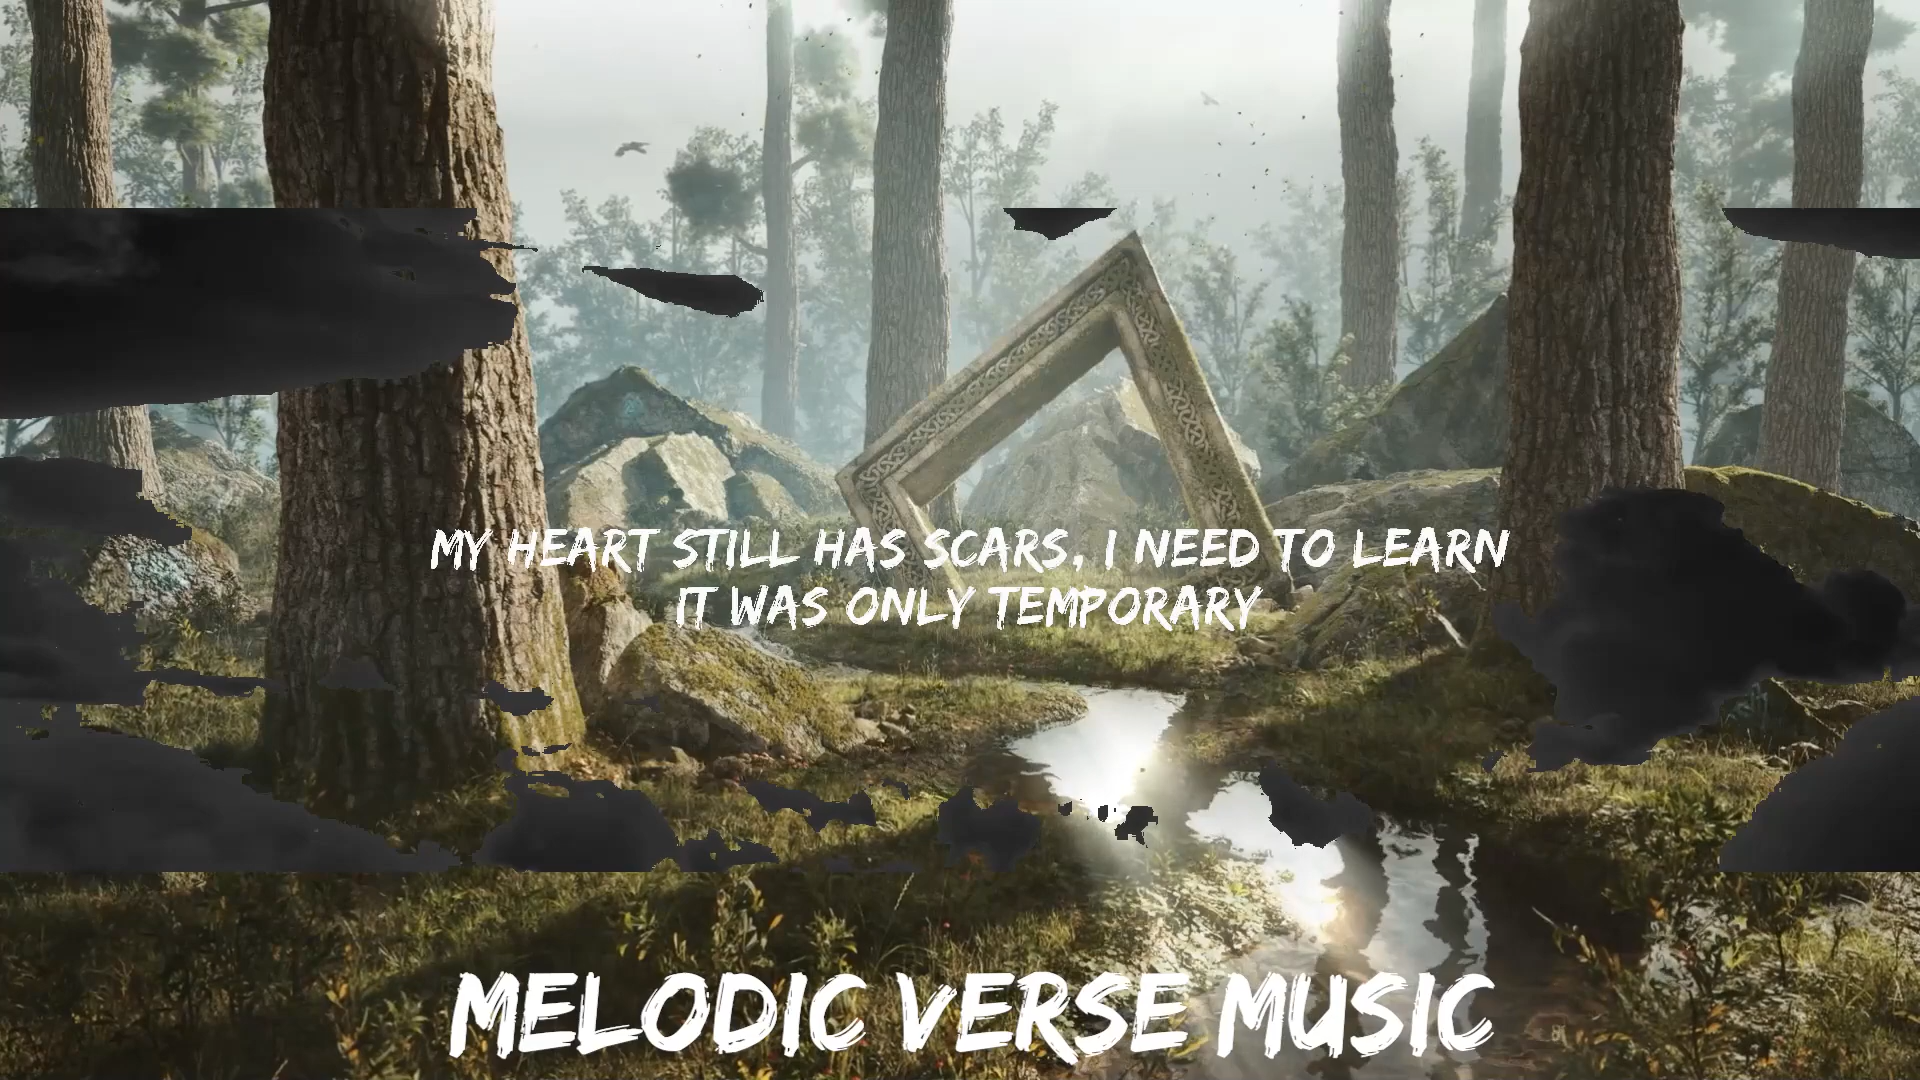 MY HEART STILL HAS SCARS, I NEED TO LEARN
IT WAS ONLY TEMPORARY
MELODIC VERSE MUSIC